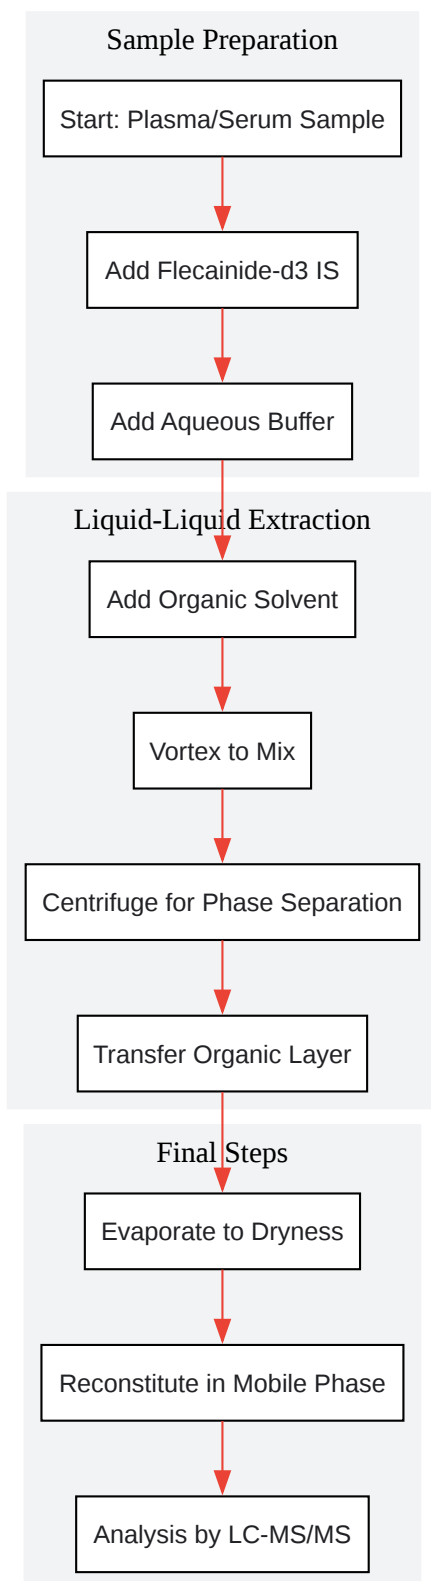 Sample Preparation
Start: Plasma/Serum Sample
Add Flecainide-d3 IS
Add Aqueous Buffer
Liquid-Liquid Extraction
Add Organic Solvent
Vortex to Mix
Centrifuge for Phase Separation
Transfer Organic Layer
Final Steps
Evaporate to Dryness
Reconstitute in Mobile Phase
Analysis by LC-MS/MS